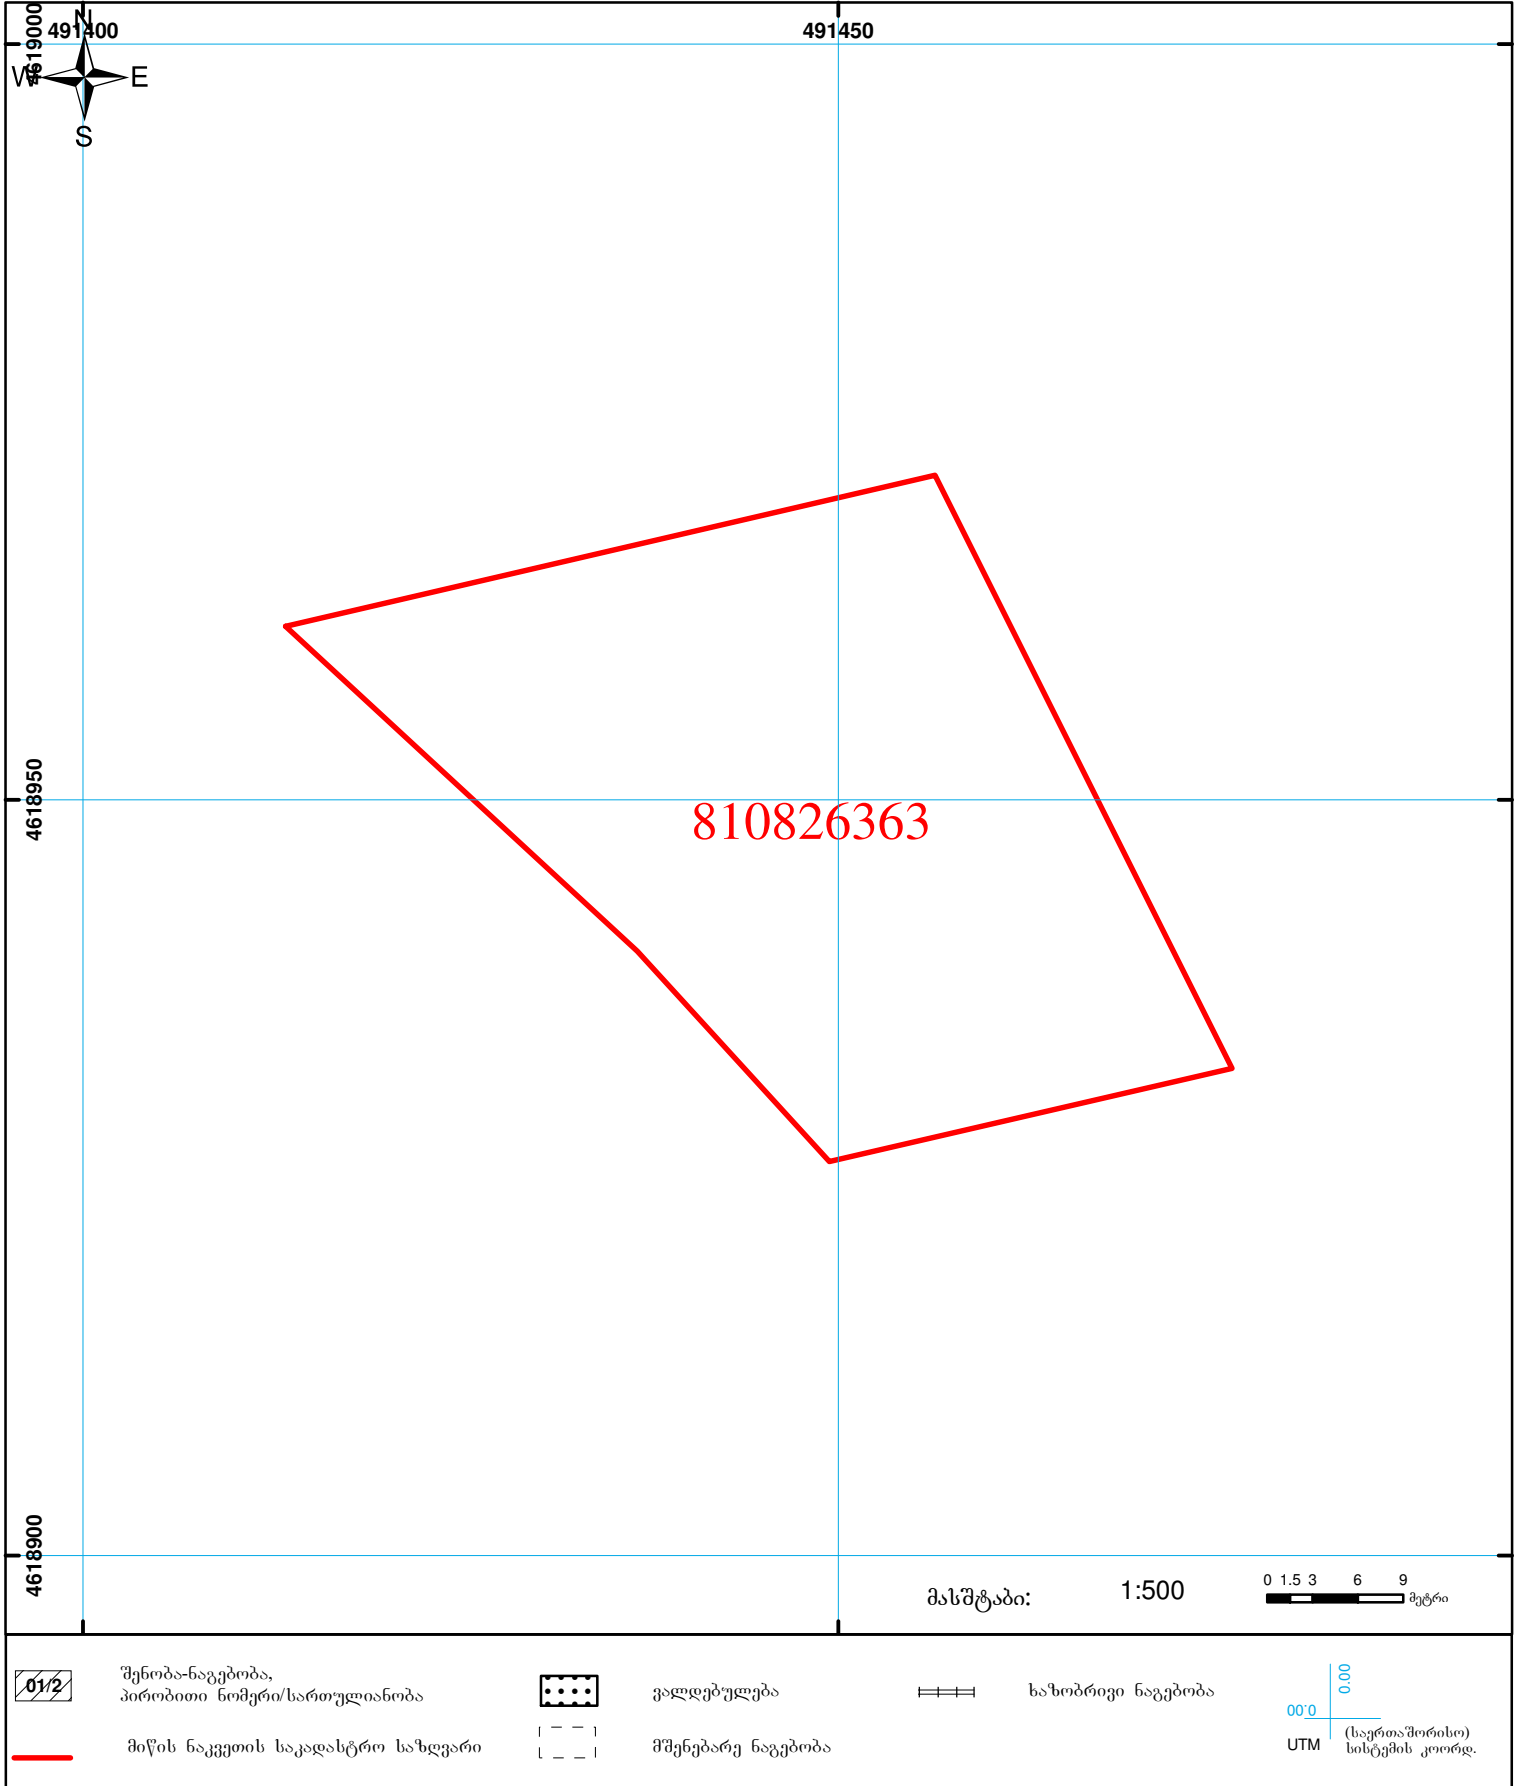 491400
491450
N
W
E
S
4619000
4618950
4618900
810826363
მასშტაბი:
1:500
0 1.5 3 6 9
მეტრი
01/2
შენობა-ნაგებობა,
პირობითი ნომერი/სართულიანობა
ვალდებულება
ხაზობრივი ნაგებობა
მიწის ნაკვეთის საკადასტრო საზღვარი
მშენებარე ნაგებობა
0.00
0.00
UTM
(საერთაშორისო)
სისტემის კოორდ.